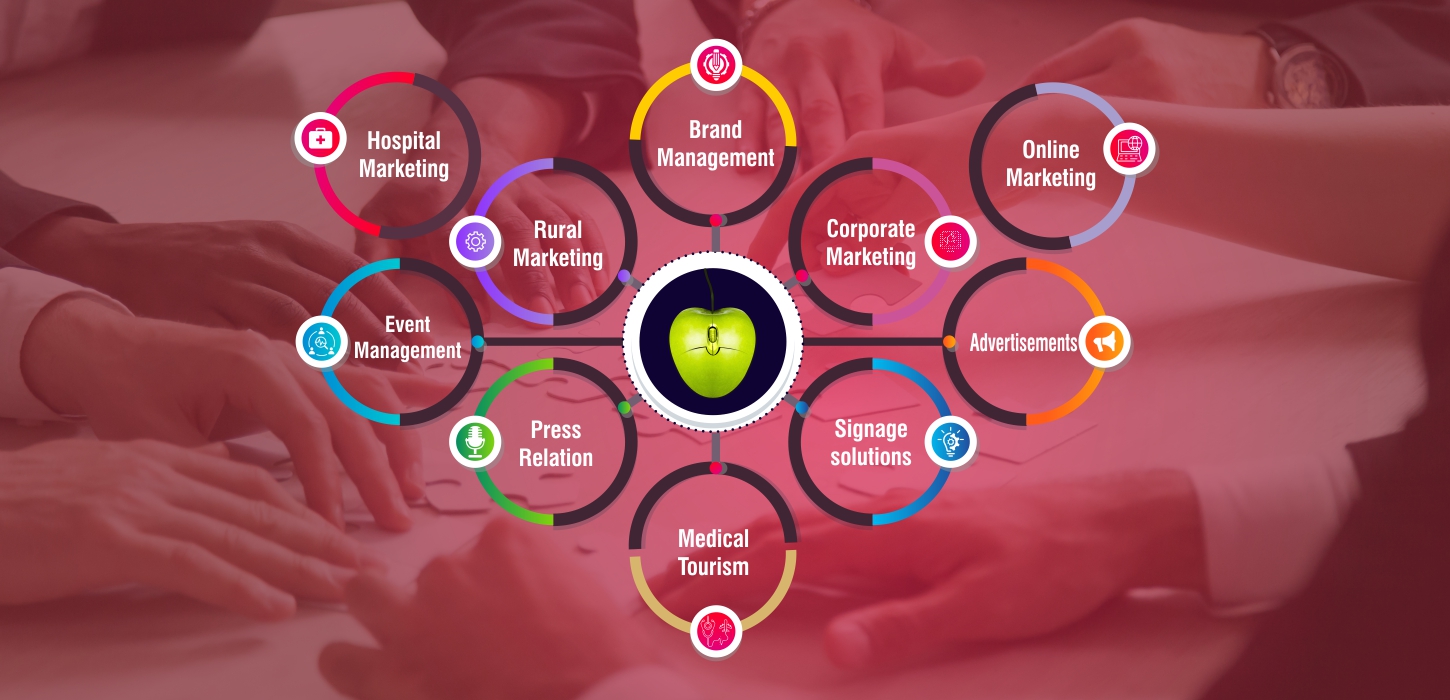 Hospital
Marketing
Brand
Management
Online
Marketing
Rural
Marketing
Corporate
Marketing
Event
Management
Advertisements
Press
Relation
Signage
solutions
Medical
Tourism